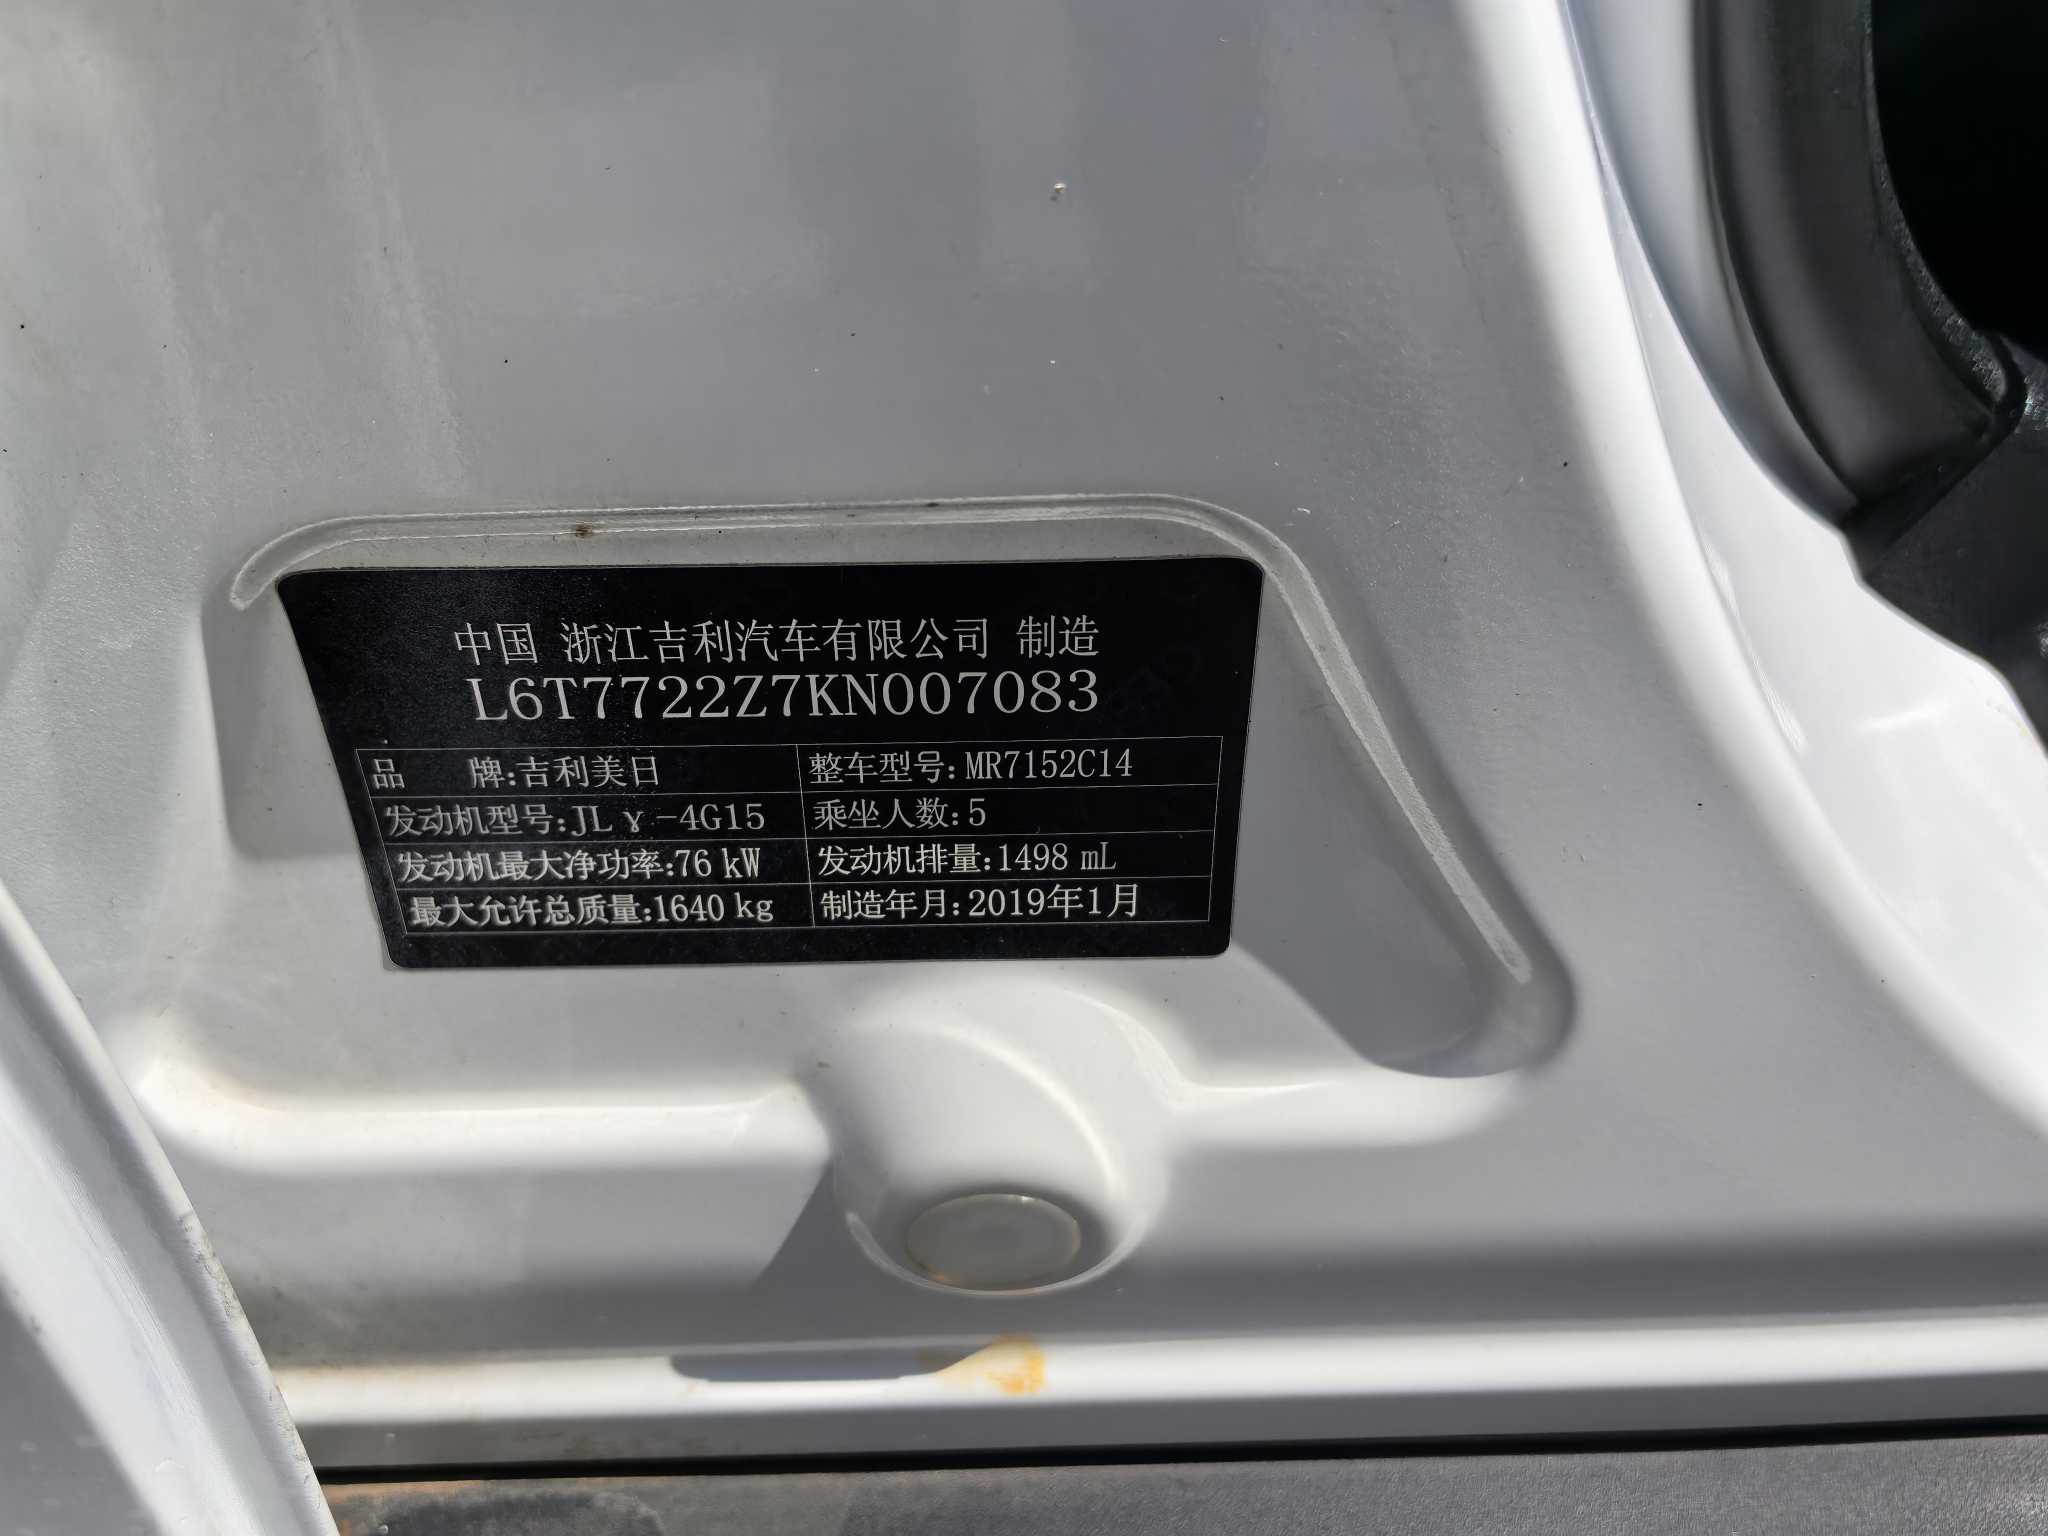 中国 浙江吉利汽车有限公司 制造
L6T7722Z7KN007083
品 牌:吉利美日 整车型号:MR7152C14
发动机型号:JLγ-4G15 乘坐人数:5
发动机最大净功率:76 kW 发动机排量:1498 mL
最大允许总质量:1640 kg 制造年月:2019年1月